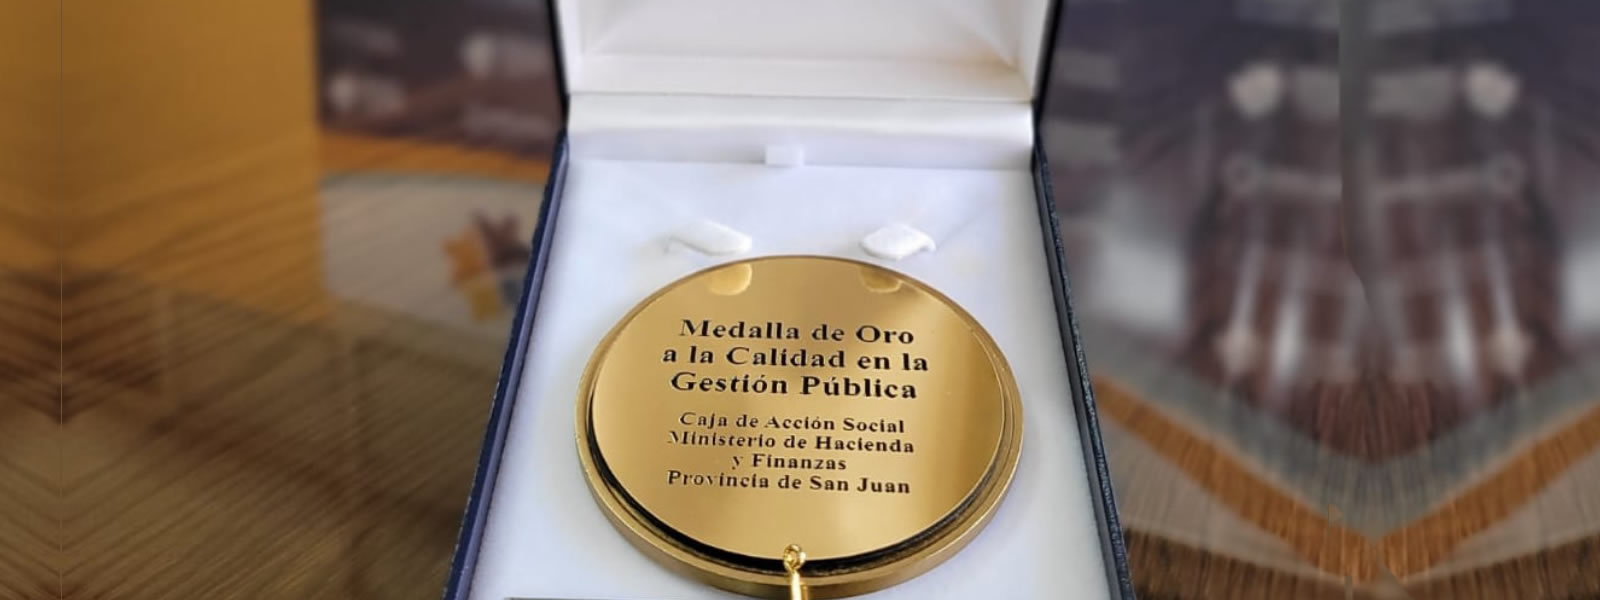 Medalla de Oro
a la Calidad en la
Gestión Pública
Caja de Acción Social
Ministerio de Hacienda
y Finanzas
Provincia de San Juan